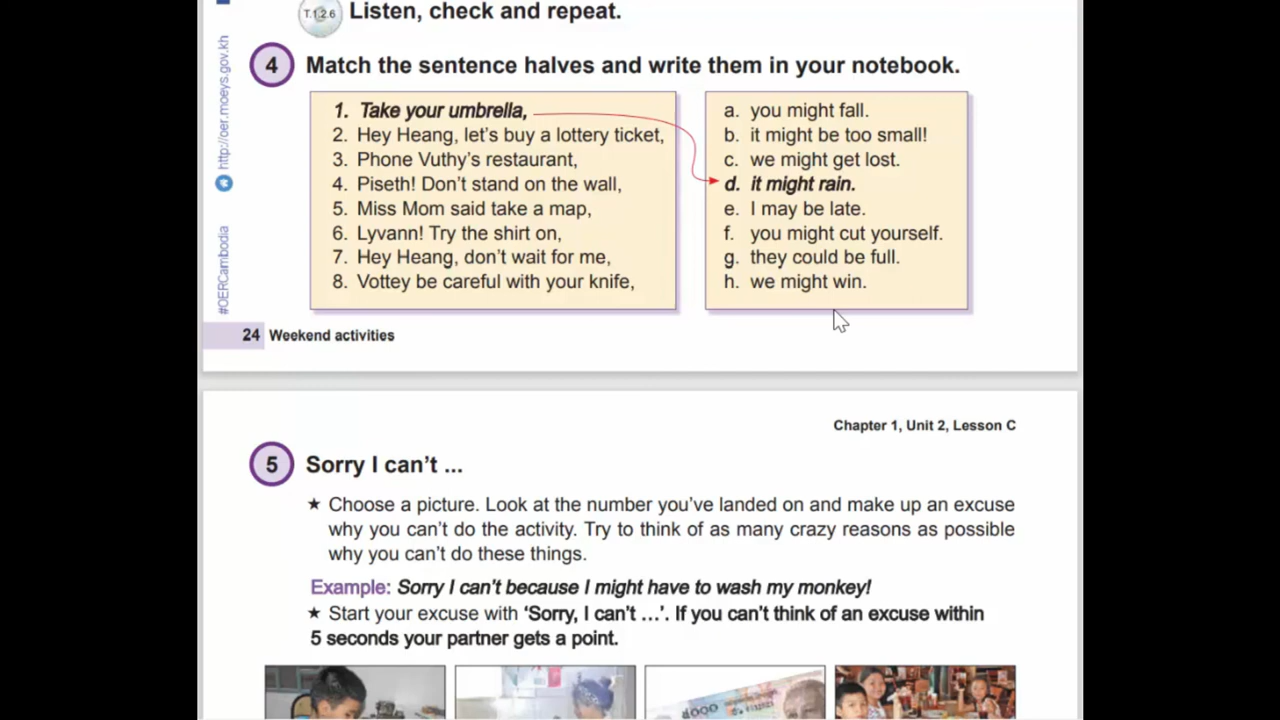 T.1.2.6 Listen, check and repeat.
4 Match the sentence halves and write them in your notebook.
1. Take your umbrella,
2. Hey Heang, let's buy a lottery ticket,
3. Phone Vuthy's restaurant,
4. Piseth! Don't stand on the wall,
5. Miss Mom said take a map,
6. Lyvann! Try the shirt on,
7. Hey Heang, don't wait for me,
8. Vottey be careful with your knife,
a. you might fall.
b. it might be too small!
c. we might get lost.
d. it might rain.
e. I may be late.
f. you might cut yourself.
g. they could be full.
h. we might win.
#OERCambodia http://oer.moeys.gov.kh
24 Weekend activities
Chapter 1, Unit 2, Lesson C
5 Sorry I can't ...
★ Choose a picture. Look at the number you've landed on and make up an excuse
why you can't do the activity. Try to think of as many crazy reasons as possible
why you can't do these things.
Example: Sorry I can't because I might have to wash my monkey!
★ Start your excuse with 'Sorry, I can't ...'. If you can't think of an excuse within
5 seconds your partner gets a point.